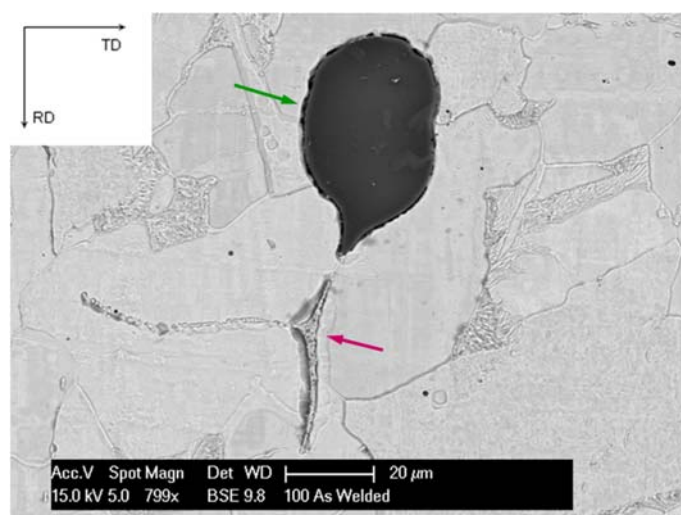 TD
RD
Acc.V Spot Magn Det WD 20 µm
15.0 kV 5.0 799x BSE 9.8 100 As Welded